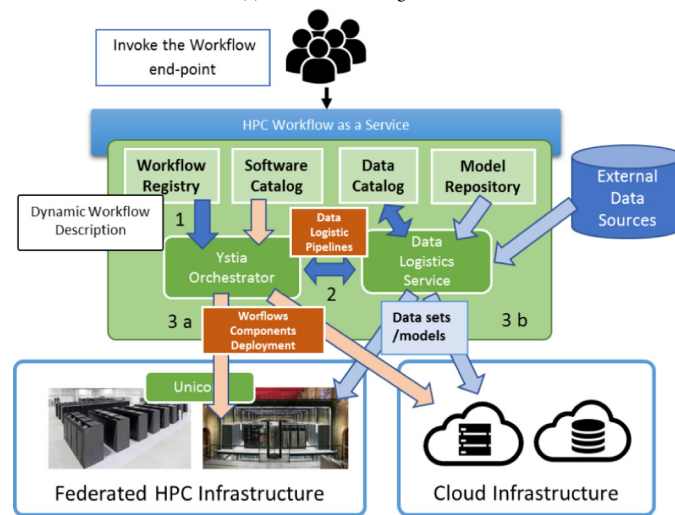 Invoke the Workflow
end-point
HPC Workflow as a Service
Workflow
Registry
Software
Catalog
Data
Catalog
Model
Repository
External
Data
Sources
Dynamic Workflow
Description
1
Data
Logistic
Pipelines
Ystia
Orchestrator
2
Data
Logistics
Service
3 a
Worflows
Components
Deployment
Data sets
/models
3 b
Unico
Federated HPC Infrastructure
Cloud Infrastructure